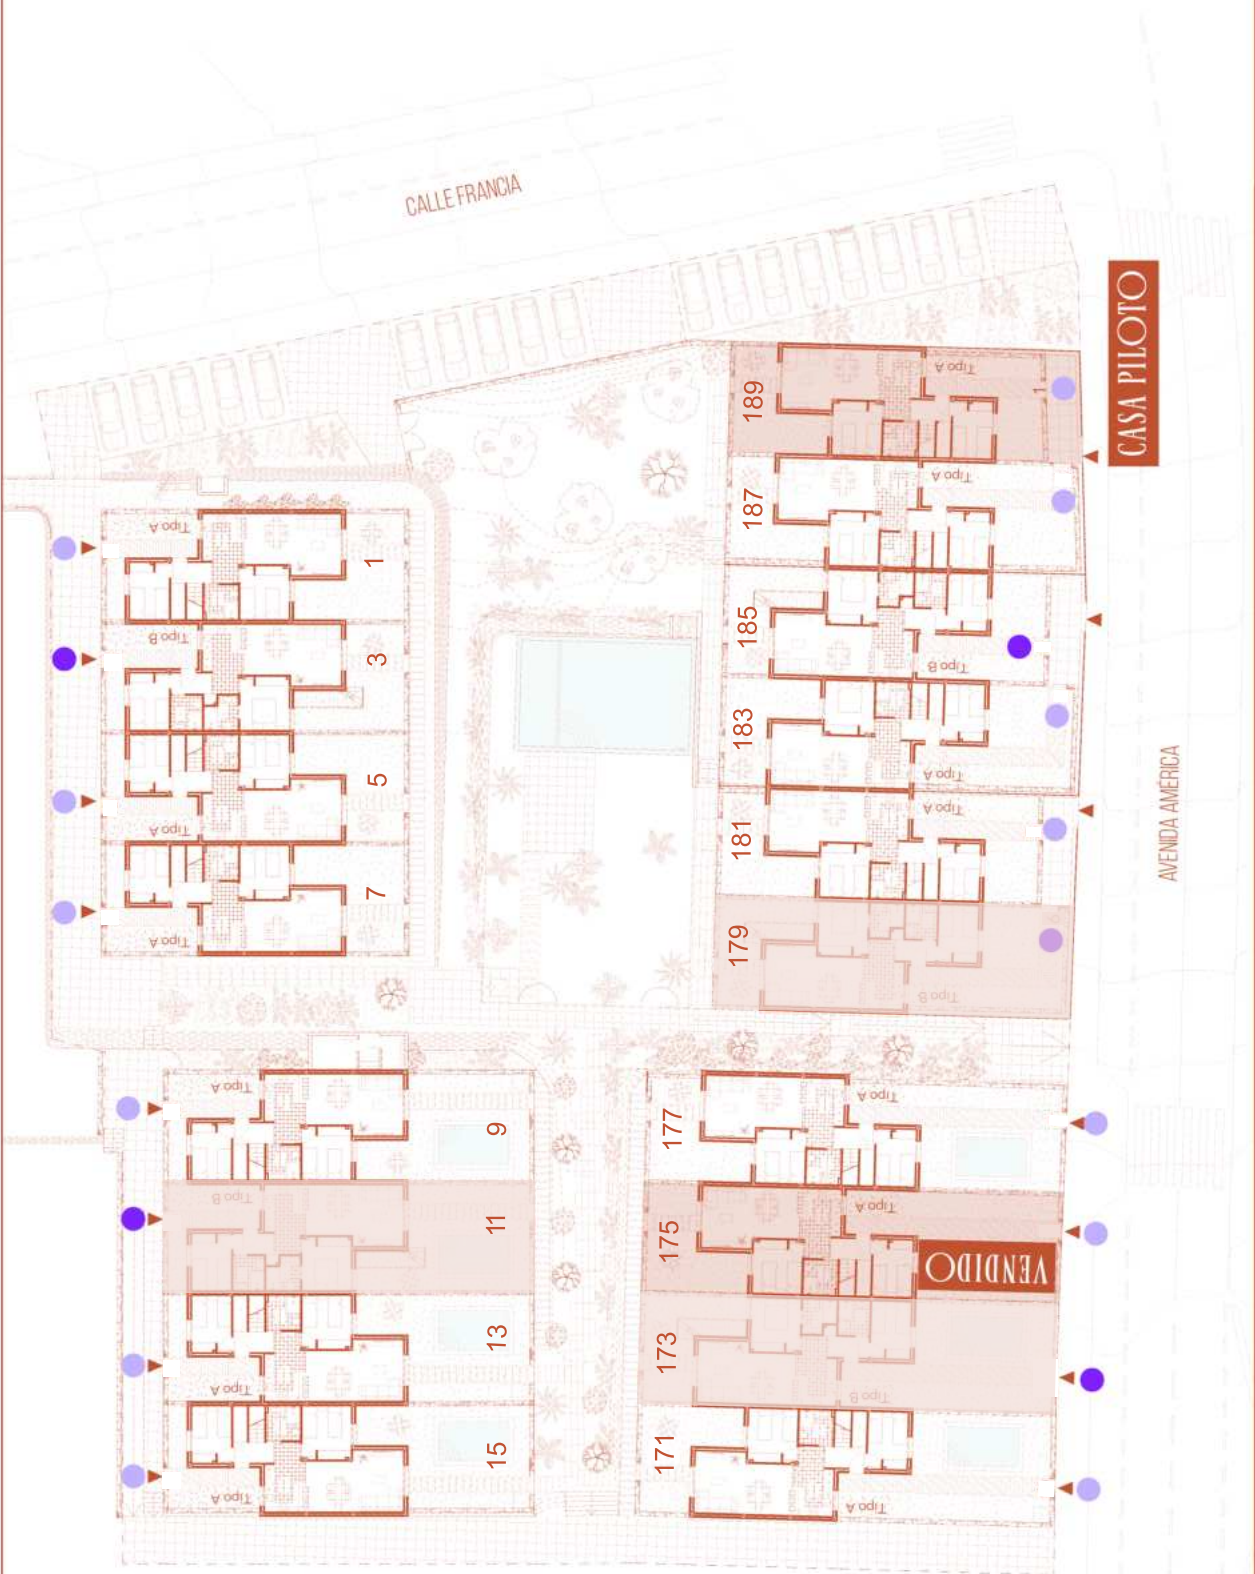 CALLE FRANCIA
CASA PILOTO
189
Tipo A
1
187
Tipo A
185
Tipo B
183
Tipo A
181
Tipo A
179
Tipo B
AVENIDA AMÉRICA
Tipo A
1
Tipo B
3
Tipo A
5
Tipo A
7
Tipo A
9
Tipo B
11
Tipo A
13
Tipo A
15
177
Tipo A
175
Tipo A
VENDIDO
173
Tipo B
171
Tipo A